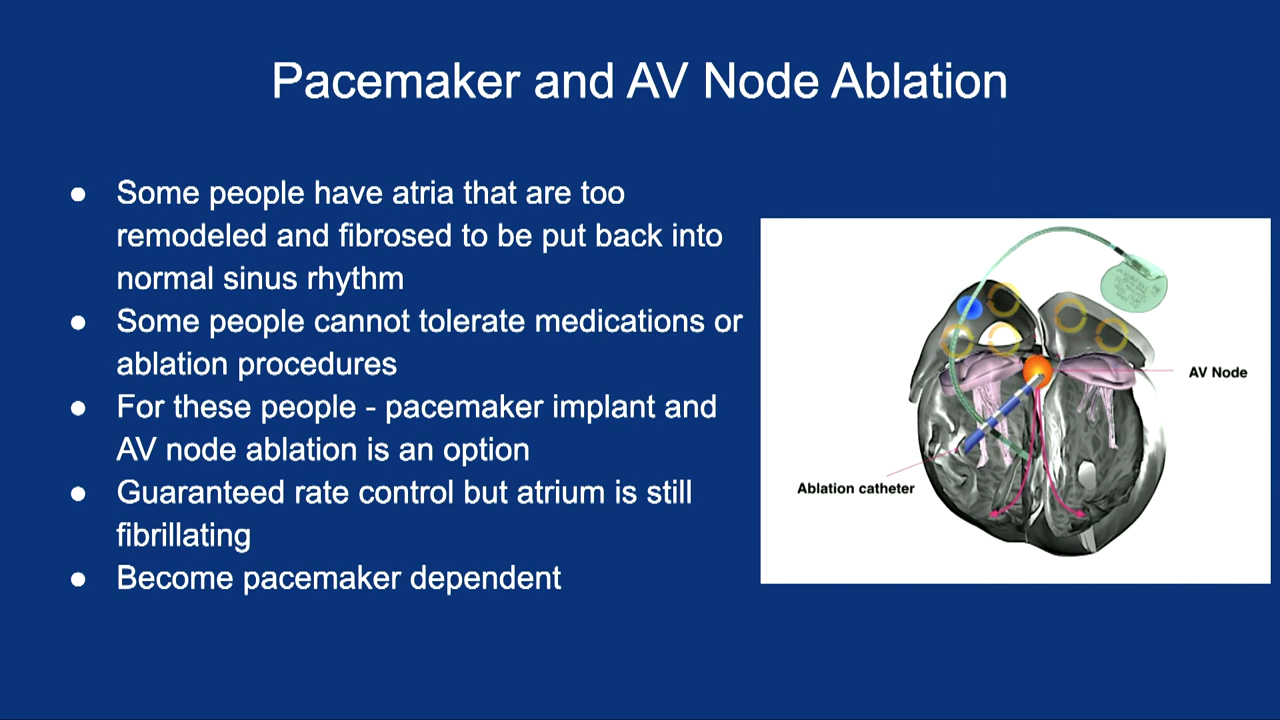 Pacemaker and AV Node Ablation
● Some people have atria that are too
remodeled and fibrosed to be put back into
normal sinus rhythm
● Some people cannot tolerate medications or
ablation procedures
● For these people - pacemaker implant and
AV node ablation is an option
● Guaranteed rate control but atrium is still
fibrillating
● Become pacemaker dependent
AV Node
Ablation catheter